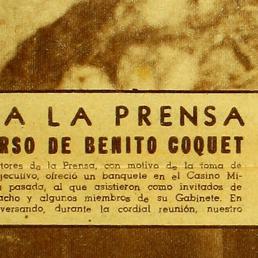 A LA PRENSA
RSO DE BENITO COQUET
tores de la Prensa, con motivo de la toma de
jecutivo, ofreció un banquete en el Casino Mi-
a pasada, al que asistieron como invitados de
acho y algunos miembros de su Gabinete. En
versando, durante la cordial reunión, nuestro